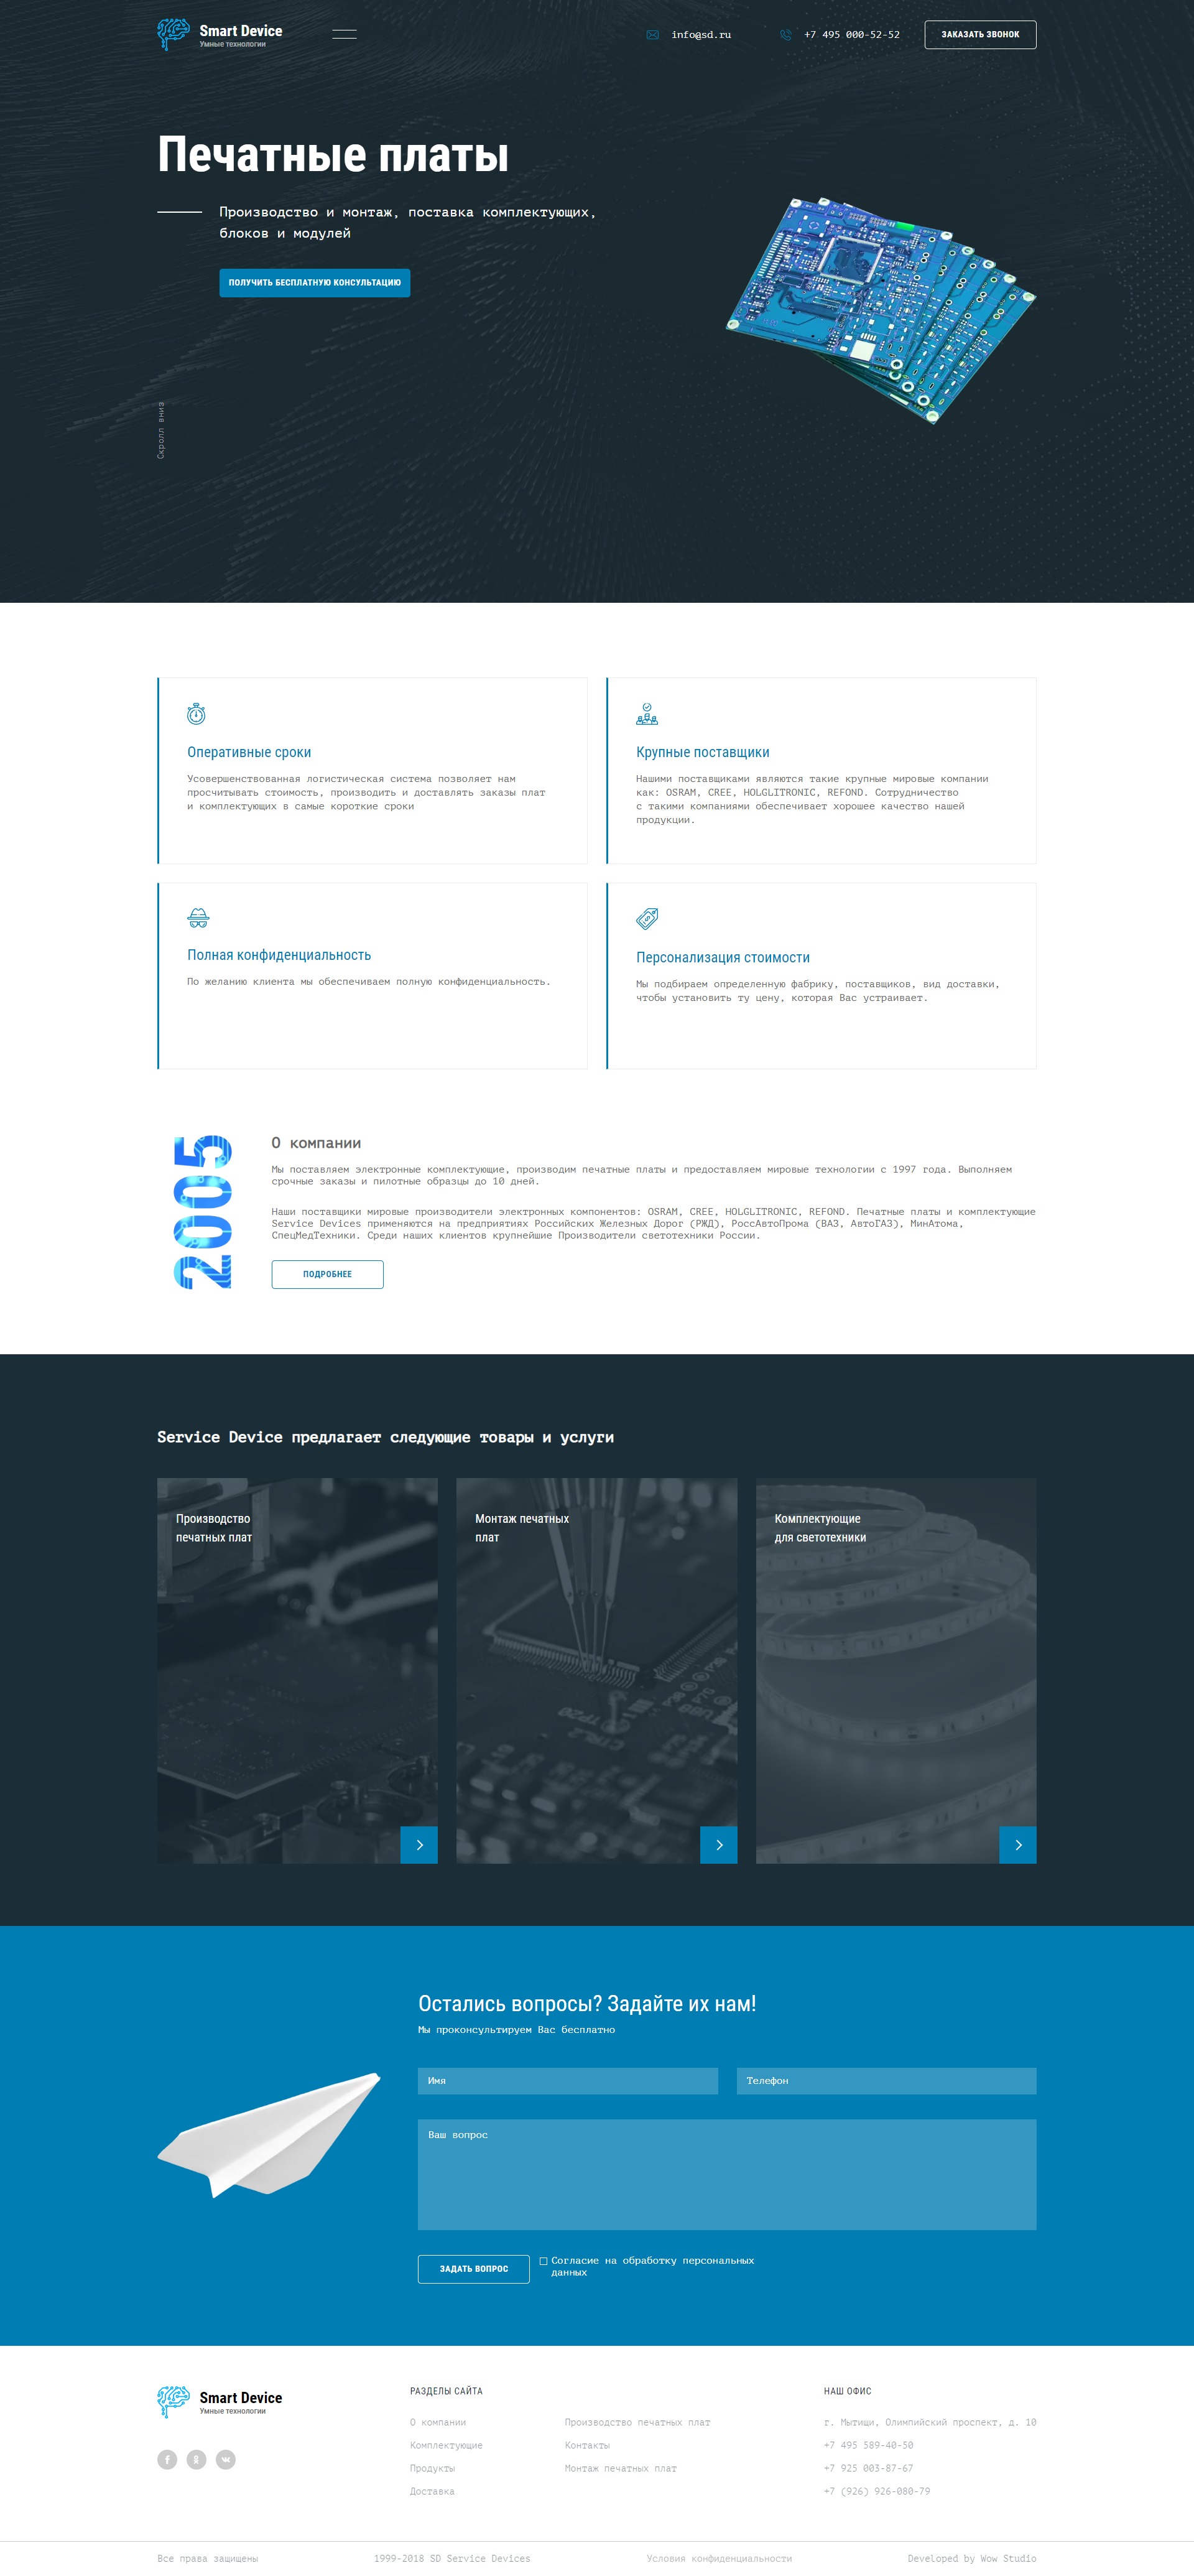 Smart Device
Умные технологии
info@sd.ru
+7 495 000-52-52
ЗАКАЗАТЬ ЗВОНОК
Печатные платы
Производство и монтаж, поставка комплектующих,
блоков и модулей
ПОЛУЧИТЬ БЕСПЛАТНУЮ КОНСУЛЬТАЦИЮ
Скролл вниз
Оперативные сроки
Усовершенствованная логистическая система позволяет нам
просчитывать стоимость, производить и доставлять заказы плат
и комплектующих в самые короткие сроки
Крупные поставщики
Нашими поставщиками являются такие крупные мировые компании
как: OSRAM, CREE, HOLGLITRONIC, REFOND. Сотрудничество
с такими компаниями обеспечивает хорошее качество нашей
продукции.
Полная конфиденциальность
По желанию клиента мы обеспечиваем полную конфиденциальность.
Персонализация стоимости
Мы подбираем определенную фабрику, поставщиков, вид доставки,
чтобы установить ту цену, которая Вас устраивает.
2005
О компании
Мы поставляем электронные комплектующие, производим печатные платы и предоставляем мировые технологии с 1997 года. Выполняем
срочные заказы и пилотные образцы до 10 дней.
Наши поставщики мировые производители электронных компонентов: OSRAM, CREE, HOLGLITRONIC, REFOND. Печатные платы и комплектующие
Service Devices применяются на предприятиях Российских Железных Дорог (РЖД), РоссАвтоПрома (ВАЗ, АвтоГАЗ), МинАтома,
СпецМедТехники. Среди наших клиентов крупнейшие Производители светотехники России.
ПОДРОБНЕЕ
Service Device предлагает следующие товары и услуги
Производство
печатных плат
Монтаж печатных
плат
Комплектующие
для светотехники
Остались вопросы? Задайте их нам!
Мы проконсультируем Вас бесплатно
Имя
Телефон
Ваш вопрос
ЗАДАТЬ ВОПРОС
Согласие на обработку персональных
данных
Smart Device
Умные технологии
РАЗДЕЛЫ САЙТА
О компании
Комплектующие
Продукты
Доставка
Производство печатных плат
Контакты
Монтаж печатных плат
НАШ ОФИС
г. Мытищи, Олимпийский проспект, д. 10
+7 495 589-40-50
+7 925 003-87-67
+7 (926) 926-080-79
Все права защищены
1999-2018 SD Service Devices
Условия конфиденциальности
Developed by Wow Studio